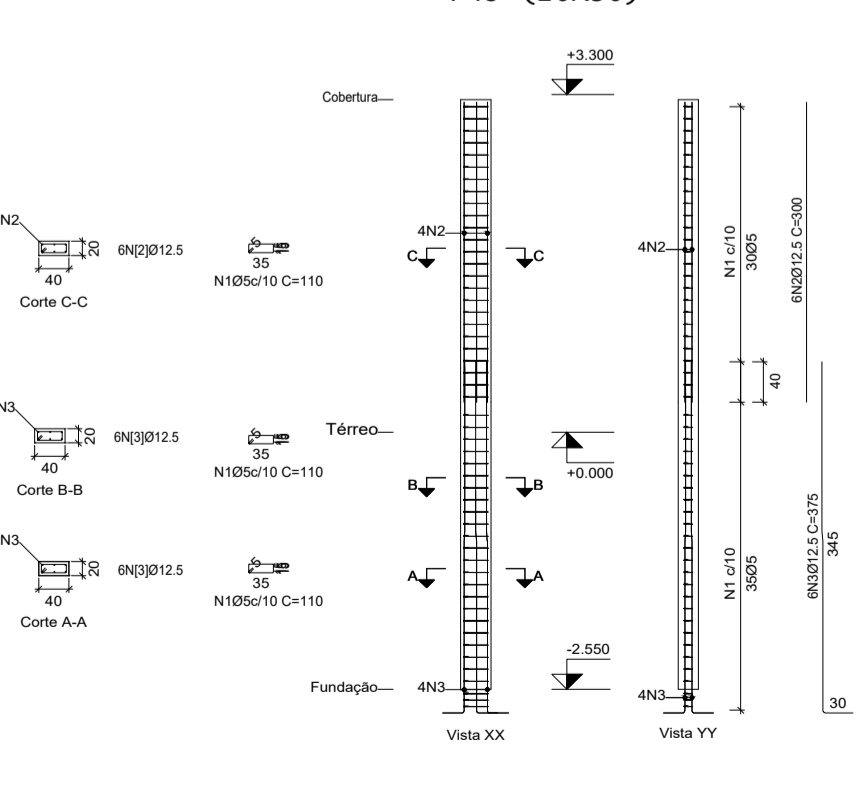 +3.300
Cobertura
N2
20
6N[2]Ø12.5
5
35
40
N1Ø5c/10 C=110
Corte C-C
4N2
C
C
4N2
N1 c/10
30Ø5
6N2Ø12.5 C=300
40
N3
20
6N[3]Ø12.5
5
35
40
N1Ø5c/10 C=110
Corte B-B
Térreo
+0.000
B
B
N3
20
6N[3]Ø12.5
5
35
40
N1Ø5c/10 C=110
Corte A-A
A
A
N1 c/10
35Ø5
6N3Ø12.5 C=375
345
-2.550
Fundação
4N3
4N3
30
Vista XX
Vista YY